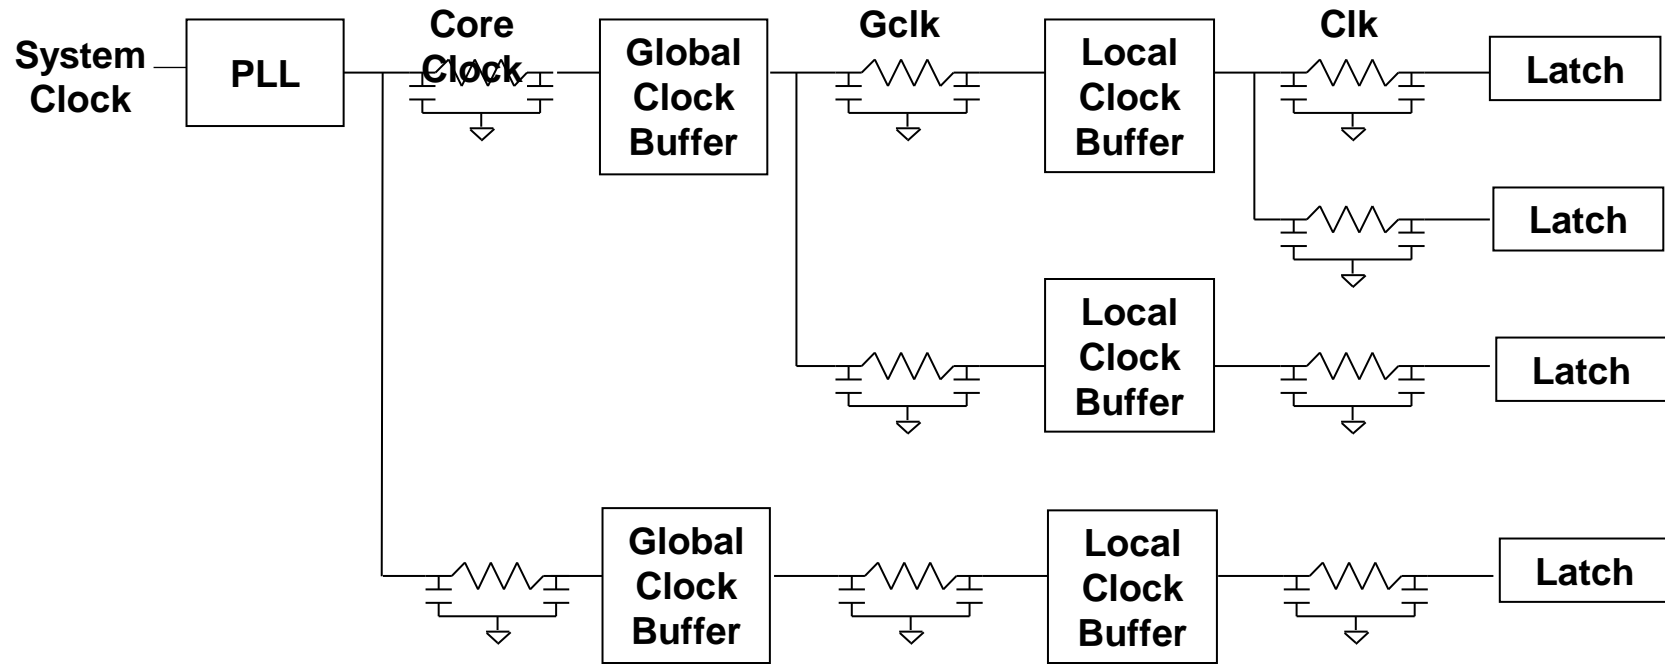 System
Clock
PLL
Core
Clock
Global
Clock
Buffer
Gclk
Local
Clock
Buffer
Clk
Latch
Latch
Local
Clock
Buffer
Latch
Global
Clock
Buffer
Local
Clock
Buffer
Latch